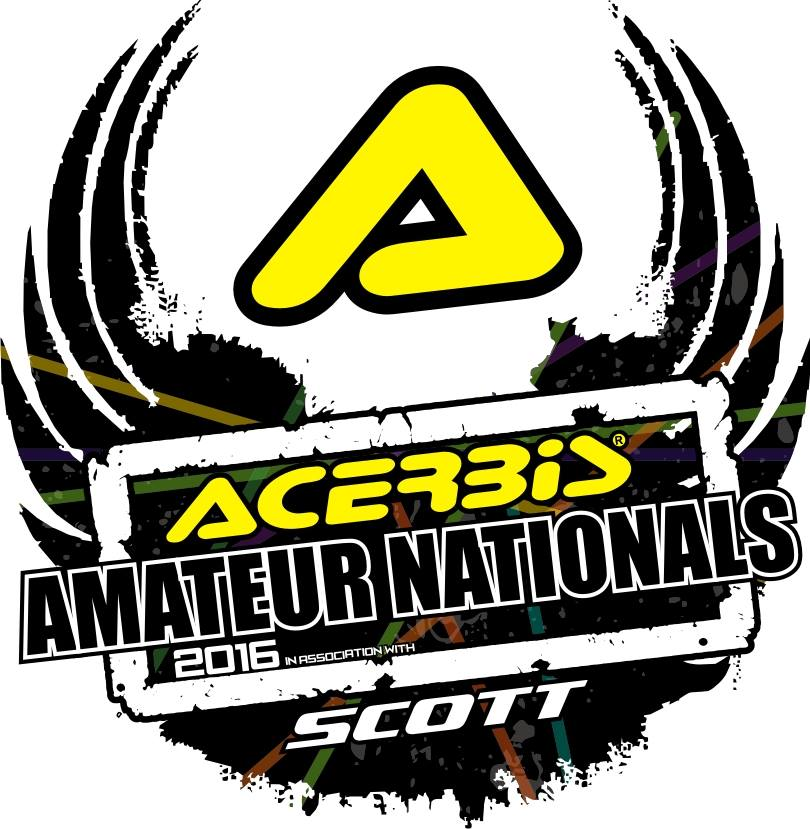 ACERBIS®
AMATEUR NATIONALS
2016 IN ASSOCIATION WITH
SCOTT